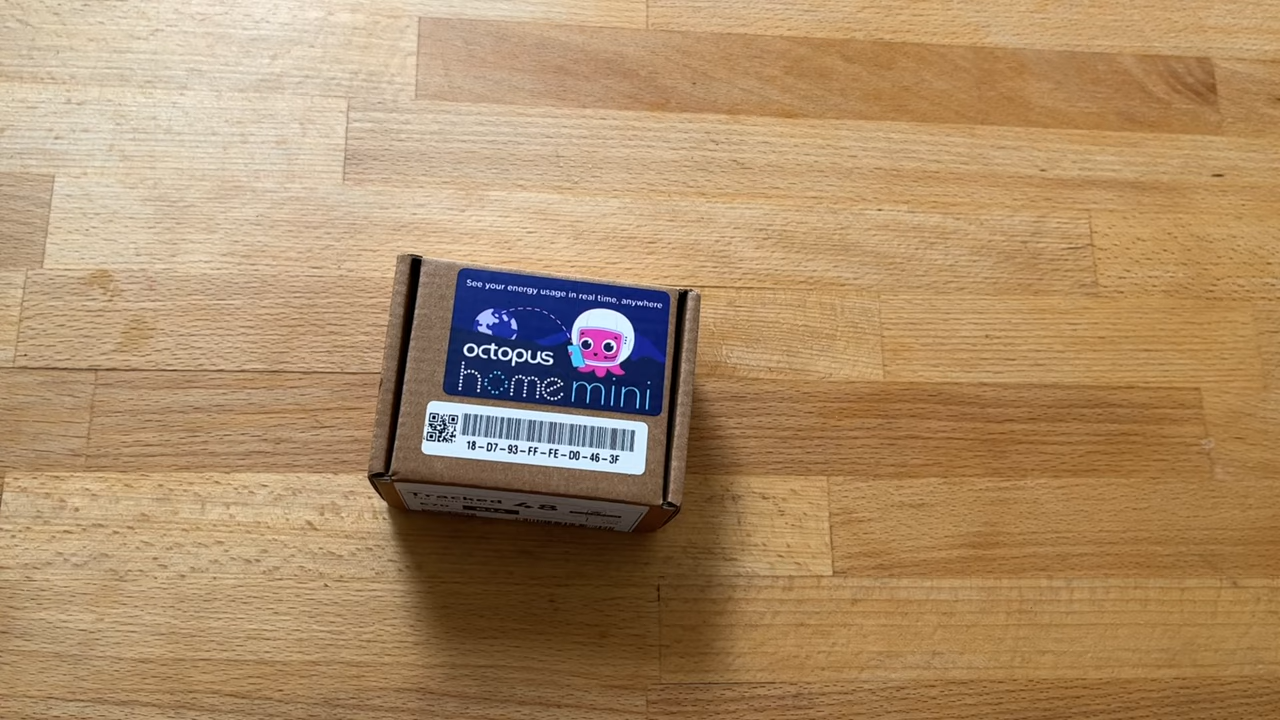 See your energy usage in real time, anywhere
octopus
home mini
18-D7-93-FF-FE-D0-46-3F
Tracked 48